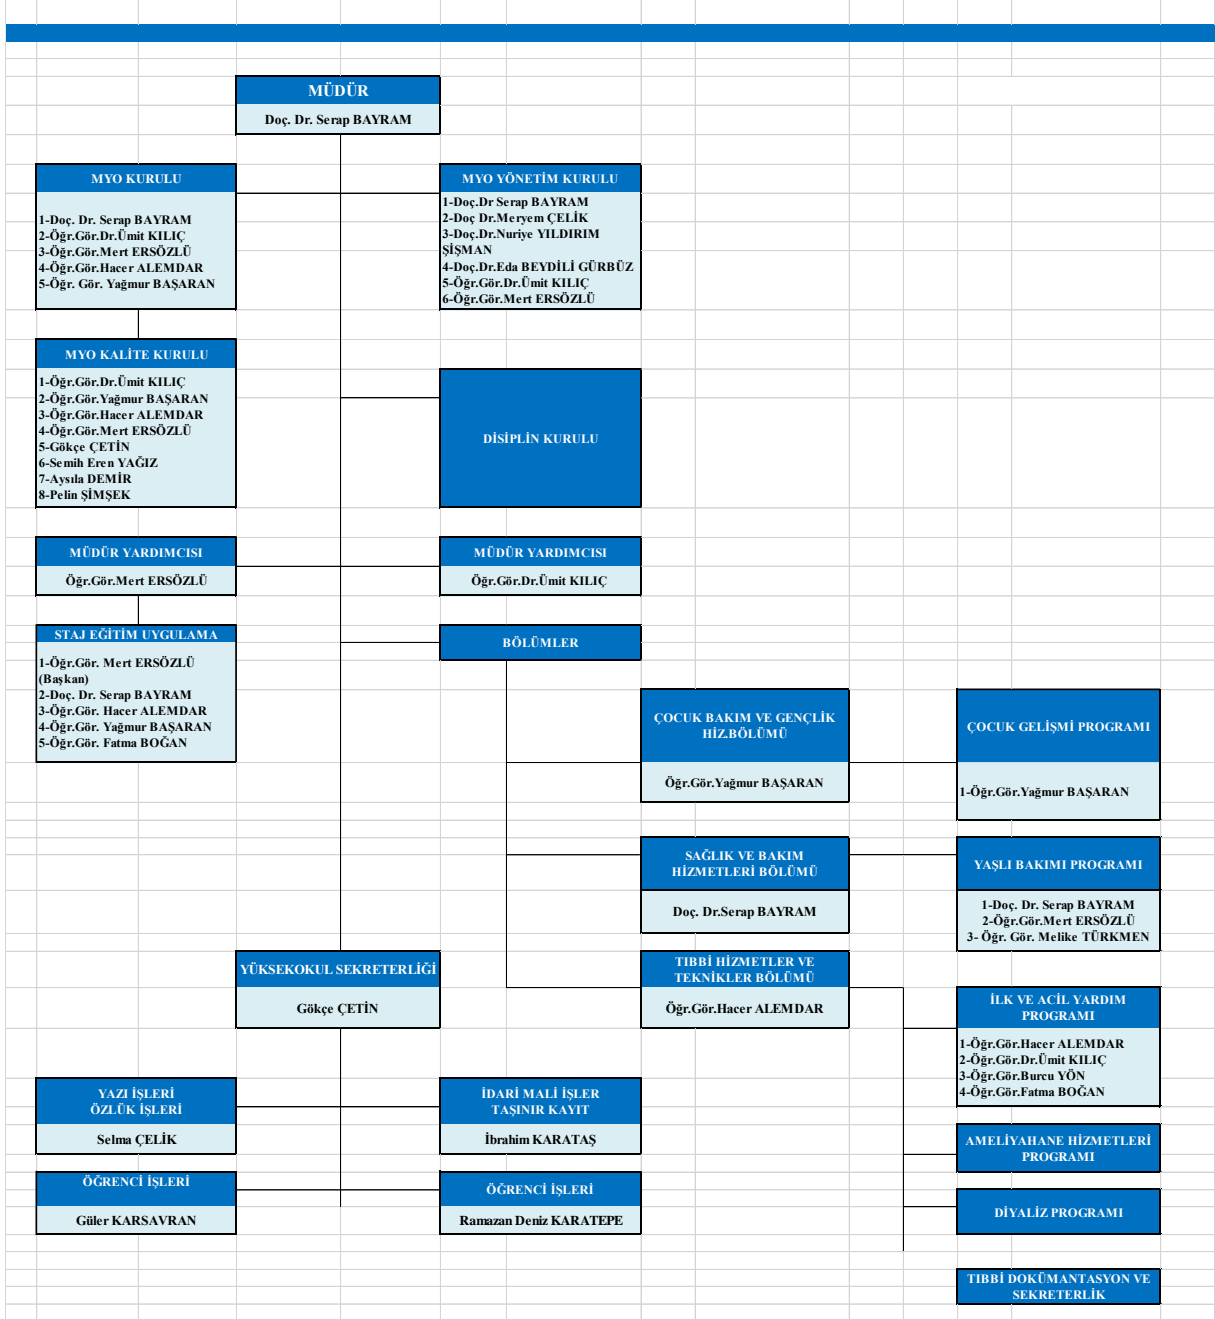 MÜDÜR
Doç. Dr. Serap BAYRAM
MYO KURULU
1-Doç. Dr. Serap BAYRAM
2-Öğr.Gör.Dr.Ümit KILIÇ
3-Öğr.Gör.Mert ERSÖZLÜ
4-Öğr.Gör.Hacer ALEMDAR
5-Öğr. Gör. Yağmur BAŞARAN
MYO YÖNETİM KURULU
1-Doç.Dr Serap BAYRAM
2-Doç Dr.Meryem ÇELİK
3-Doç.Dr.Nuriye YILDIRIM
ŞİŞMAN
4-Doç.Dr.Eda BEYDİLİ GÜRBÜZ
5-Öğr.Gör.Dr.Ümit KILIÇ
6-Öğr.Gör.Mert ERSÖZLÜ
MYO KALİTE KURULU
1-Öğr.Gör.Dr.Ümit KILIÇ
2-Öğr.Gör.Yağmur BAŞARAN
3-Öğr.Gör.Hacer ALEMDAR
4-Öğr.Gör.Mert ERSÖZLÜ
5-Gökçe ÇETİN
6-Semih Eren YAĞIZ
7-Aysıla DEMİR
8-Pelin ŞİMŞEK
DİSİPLİN KURULU
MÜDÜR YARDIMCISI
Öğr.Gör.Mert ERSÖZLÜ
MÜDÜR YARDIMCISI
Öğr.Gör.Dr.Ümit KILIÇ
STAJ EĞİTİM UYGULAMA
1-Öğr.Gör. Mert ERSÖZLÜ
(Başkan)
2-Doç. Dr. Serap BAYRAM
3-Öğr.Gör. Hacer ALEMDAR
4-Öğr.Gör. Yağmur BAŞARAN
5-Öğr.Gör. Fatma BOĞAN
BÖLÜMLER
ÇOCUK BAKIM VE GENÇLİK
HİZ.BÖLÜMÜ
Öğr.Gör.Yağmur BAŞARAN
ÇOCUK GELİŞMİ PROGRAMI
1-Öğr.Gör.Yağmur BAŞARAN
SAĞLIK VE BAKIM
HİZMETLERİ BÖLÜMÜ
Doç. Dr.Serap BAYRAM
YAŞLI BAKIMI PROGRAMI
1-Doç. Dr. Serap BAYRAM
2-Öğr.Gör.Mert ERSÖZLÜ
3- Öğr. Gör. Melike TÜRKMEN
YÜKSEKOKUL SEKRETERLİĞİ
Gökçe ÇETİN
TIBBİ HİZMETLER VE
TEKNİKLER BÖLÜMÜ
Öğr.Gör.Hacer ALEMDAR
İLK VE ACİL YARDIM
PROGRAMI
1-Öğr.Gör.Hacer ALEMDAR
2-Öğr.Gör.Dr.Ümit KILIÇ
3-Öğr.Gör.Burcu YÖN
4-Öğr.Gör.Fatma BOĞAN
YAZI İŞLERİ
ÖZLÜK İŞLERİ
Selma ÇELİK
İDARİ MALİ İŞLER
TAŞINIR KAYIT
İbrahim KARATAŞ
AMELİYAHANE HİZMETLERİ
PROGRAMI
ÖĞRENCİ İŞLERİ
Güler KARSAVRAN
ÖĞRENCİ İŞLERİ
Ramazan Deniz KARATEPE
DİYALİZ PROGRAMI
TIBBİ DOKÜMANTASYON VE
SEKRETERLİK